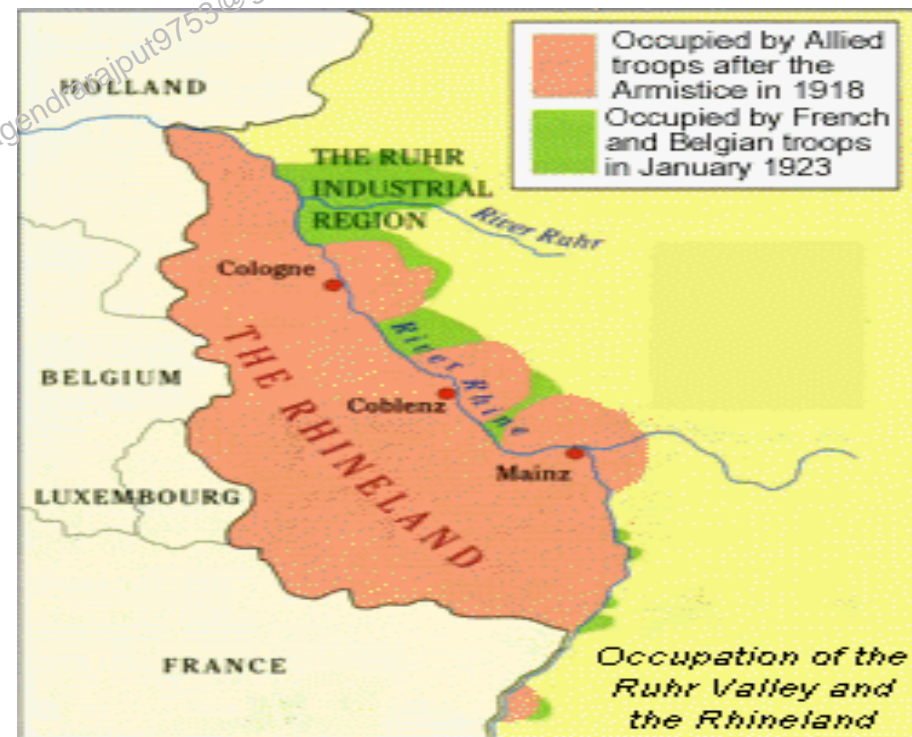 Occupied by Allied
troops after the
Armistice in 1918
Occupied by French
and Belgian troops
in January 1923
HOLLAND
THE RUHR
INDUSTRIAL
REGION
River Ruhr
Cologne
River Rhine
BELGIUM
THE RHINELAND
Coblenz
Mainz
LUXEMBOURG
FRANCE
Occupation of the
Ruhr Valley and
the Rhineland